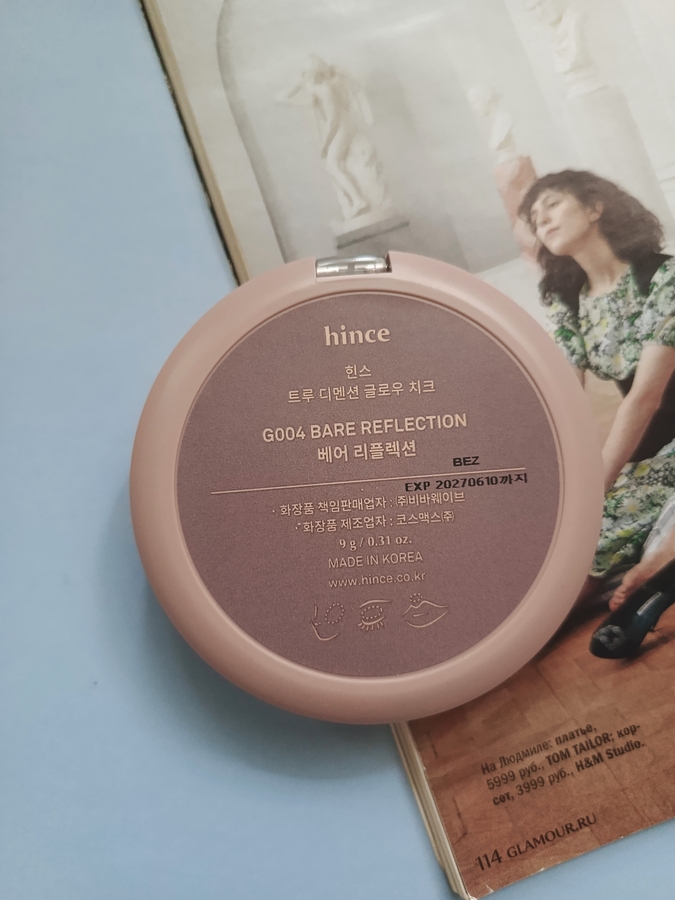 hince
힌스
트루 디멘션 글로우 치크
G004 BARE REFLECTION
베어 리플렉션
BEZ
EXP 20270610까지
· 화장품 책임판매업자 : ㈜비바웨이브
· 화장품 제조업자 : 코스맥스㈜
9 g / 0.31 oz.
MADE IN KOREA
www.hince.co.kr
На Людмиле: платье,
5999 руб., TOM TAILOR; кор-
сет, 3999 руб., H&M Studio.
114 GLAMOUR.RU